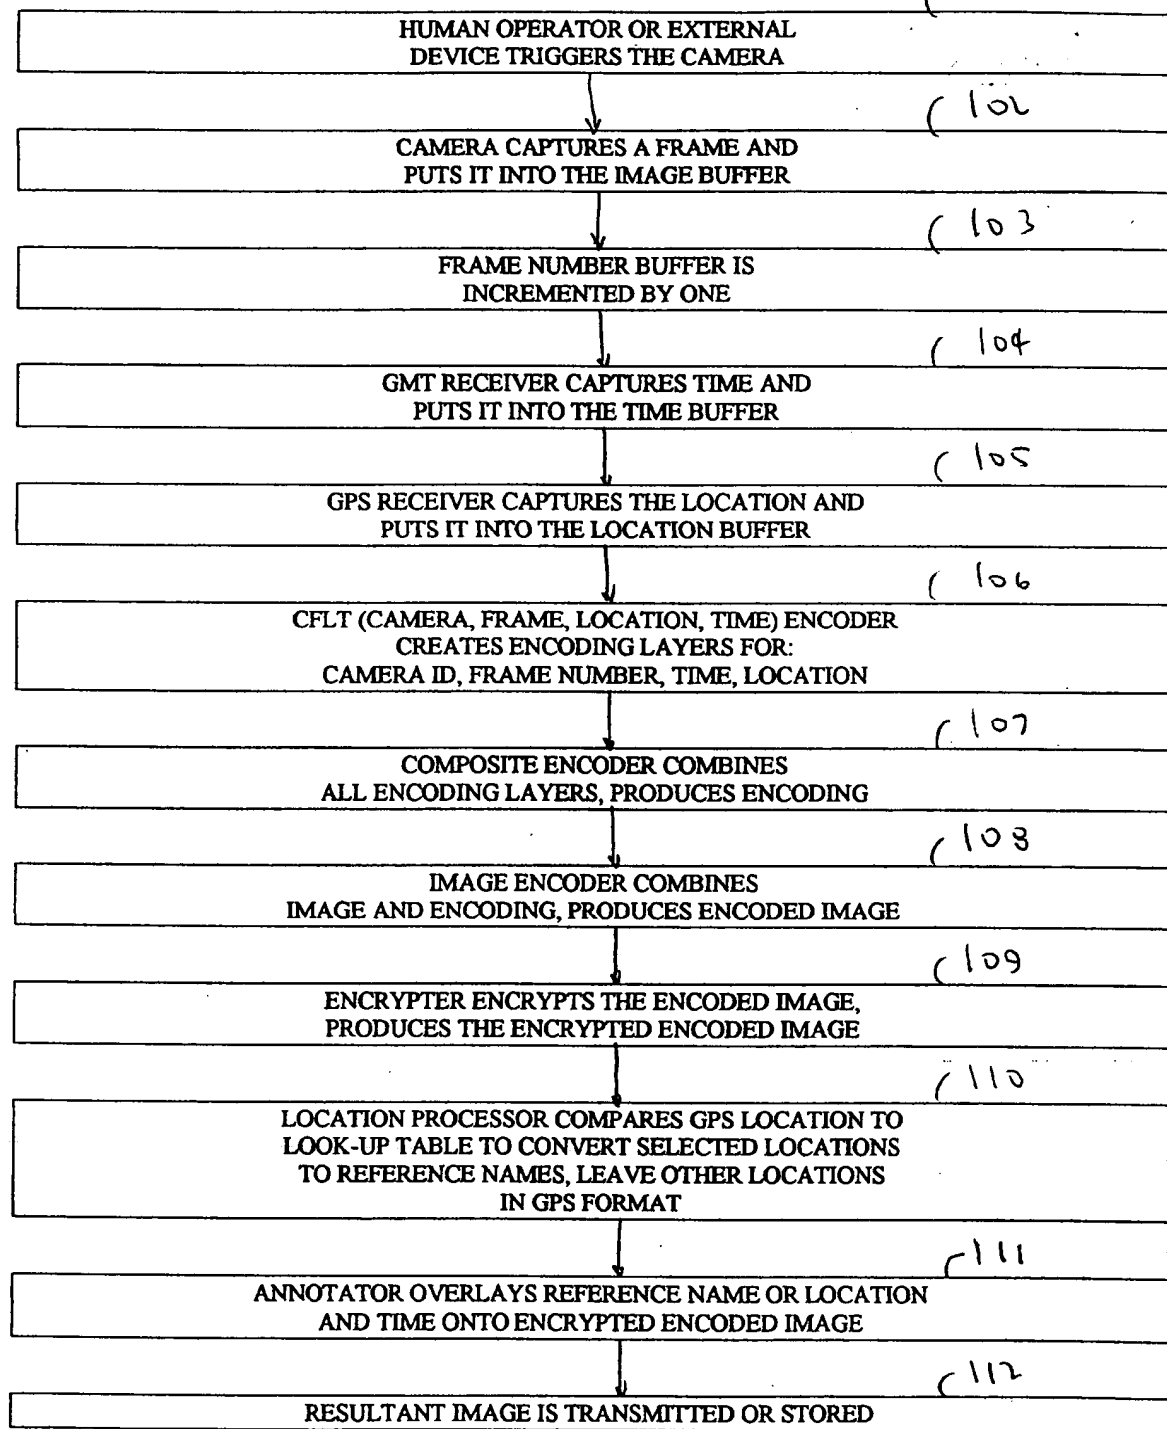 HUMAN OPERATOR OR EXTERNAL
DEVICE TRIGGERS THE CAMERA
102
CAMERA CAPTURES A FRAME AND
PUTS IT INTO THE IMAGE BUFFER
103
FRAME NUMBER BUFFER IS
INCREMENTED BY ONE
104
GMT RECEIVER CAPTURES TIME AND
PUTS IT INTO THE TIME BUFFER
105
GPS RECEIVER CAPTURES THE LOCATION AND
PUTS IT INTO THE LOCATION BUFFER
106
CFLT (CAMERA, FRAME, LOCATION, TIME) ENCODER
CREATES ENCODING LAYERS FOR:
CAMERA ID, FRAME NUMBER, TIME, LOCATION
107
COMPOSITE ENCODER COMBINES
ALL ENCODING LAYERS, PRODUCES ENCODING
108
IMAGE ENCODER COMBINES
IMAGE AND ENCODING, PRODUCES ENCODED IMAGE
109
ENCRYPTER ENCRYPTS THE ENCODED IMAGE,
PRODUCES THE ENCRYPTED ENCODED IMAGE
110
LOCATION PROCESSOR COMPARES GPS LOCATION TO
LOOK-UP TABLE TO CONVERT SELECTED LOCATIONS
TO REFERENCE NAMES, LEAVE OTHER LOCATIONS
IN GPS FORMAT
111
ANNOTATOR OVERLAYS REFERENCE NAME OR LOCATION
AND TIME ONTO ENCRYPTED ENCODED IMAGE
112
RESULTANT IMAGE IS TRANSMITTED OR STORED